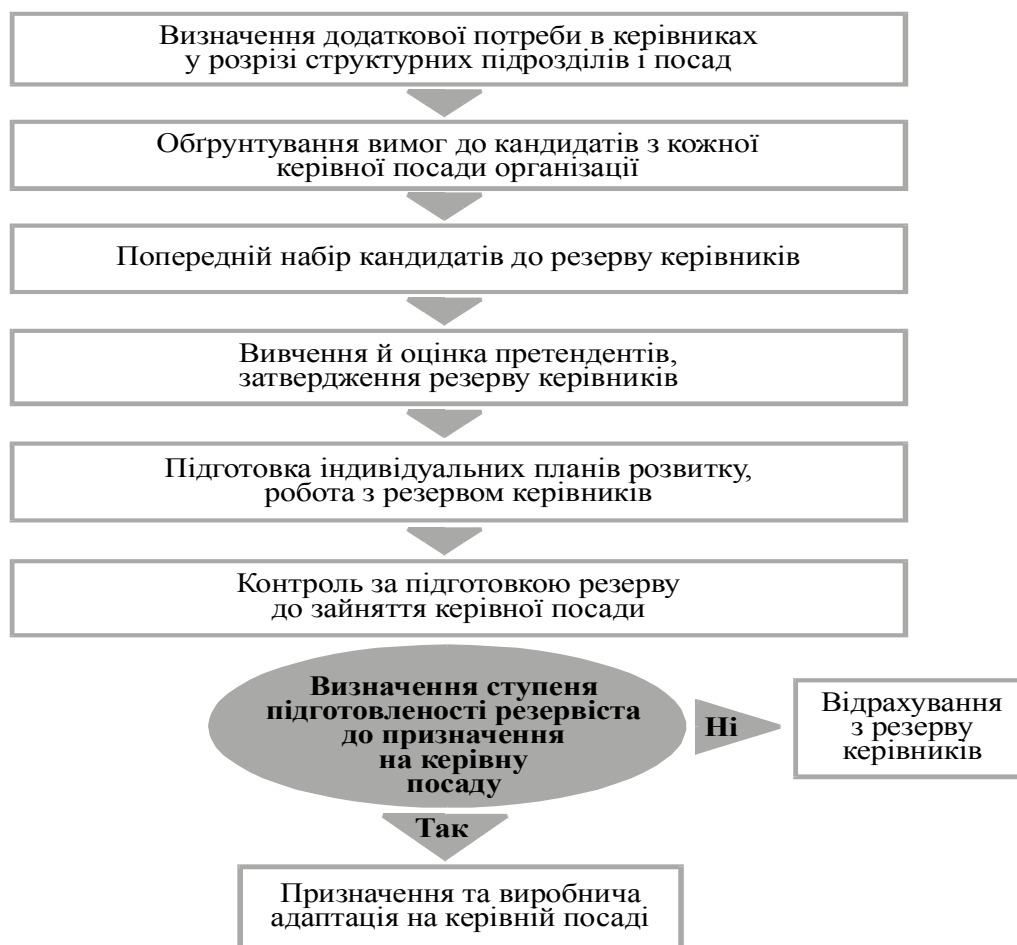 Визначення додаткової потреби в керівниках
у розрізі структурних підрозділів і посад
Обґрунтування вимог до кандидатів з кожної
керівної посади організації
Попередній набір кандидатів до резерву керівників
Вивчення й оцінка претендентів,
затвердження резерву керівників
Підготовка індивідуальних планів розвитку,
робота з резервом керівників
Контроль за підготовкою резерву
до зайняття керівної посади
Визначення ступеня
підготовленості резервіста
до призначення
на керівну
посаду
Ні
Відрахування
з резерву
керівників
Так
Призначення та виробнича
адаптація на керівній посаді